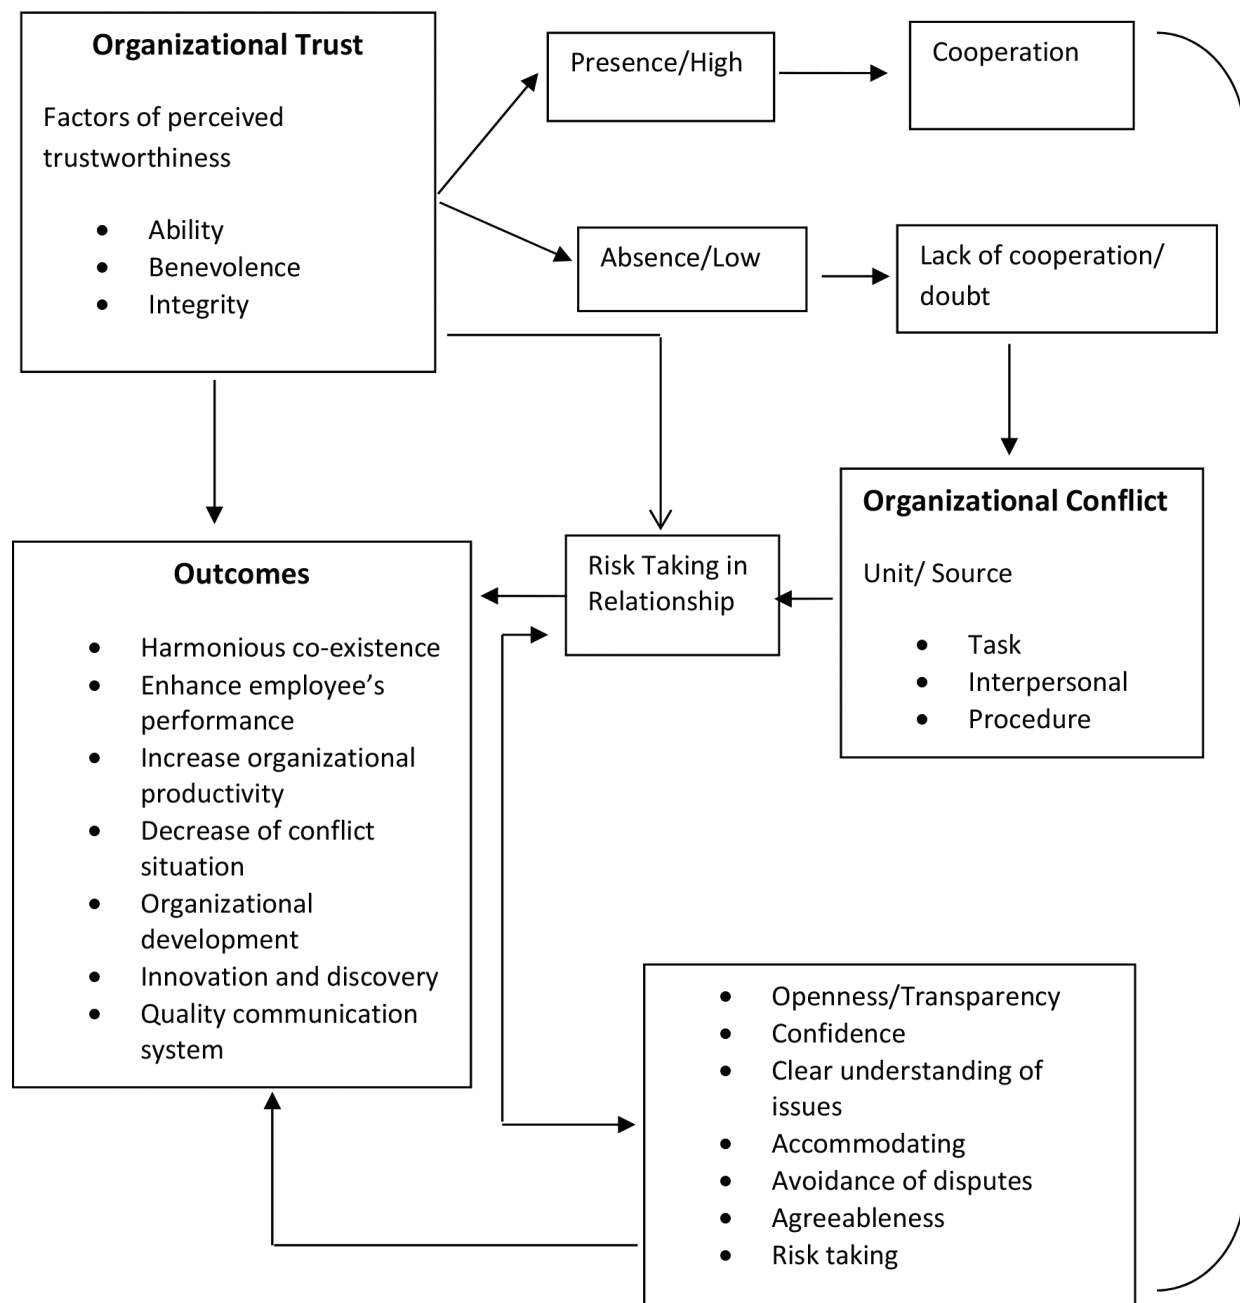 Organizational Trust
Factors of perceived
trustworthiness
• Ability
• Benevolence
• Integrity
Presence/High
Cooperation
Absence/Low
Lack of cooperation/
doubt
Organizational Conflict
Unit/ Source
• Task
• Interpersonal
• Procedure
Risk Taking in
Relationship
Outcomes
• Harmonious co-existence
• Enhance employee’s
performance
• Increase organizational
productivity
• Decrease of conflict
situation
• Organizational
development
• Innovation and discovery
• Quality communication
system
• Openness/Transparency
• Confidence
• Clear understanding of
issues
• Accommodating
• Avoidance of disputes
• Agreeableness
• Risk taking